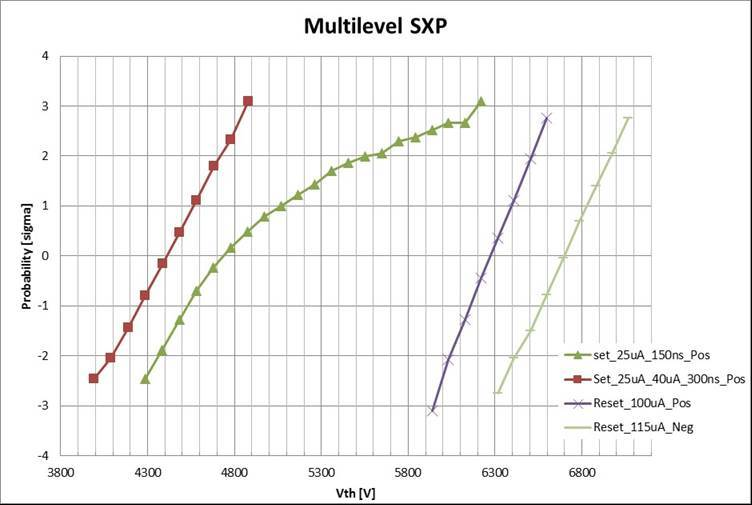 Multilevel SXP
4
3
2
1
0
-1
-2
-3
-4
Probability [sigma]
set_25uA_150ns_Pos
Set_25uA_40uA_300ns_Pos
Reset_100uA_Pos
Reset_115uA_Neg
3800 4300 4800 5300 5800 6300 6800
Vth [V]